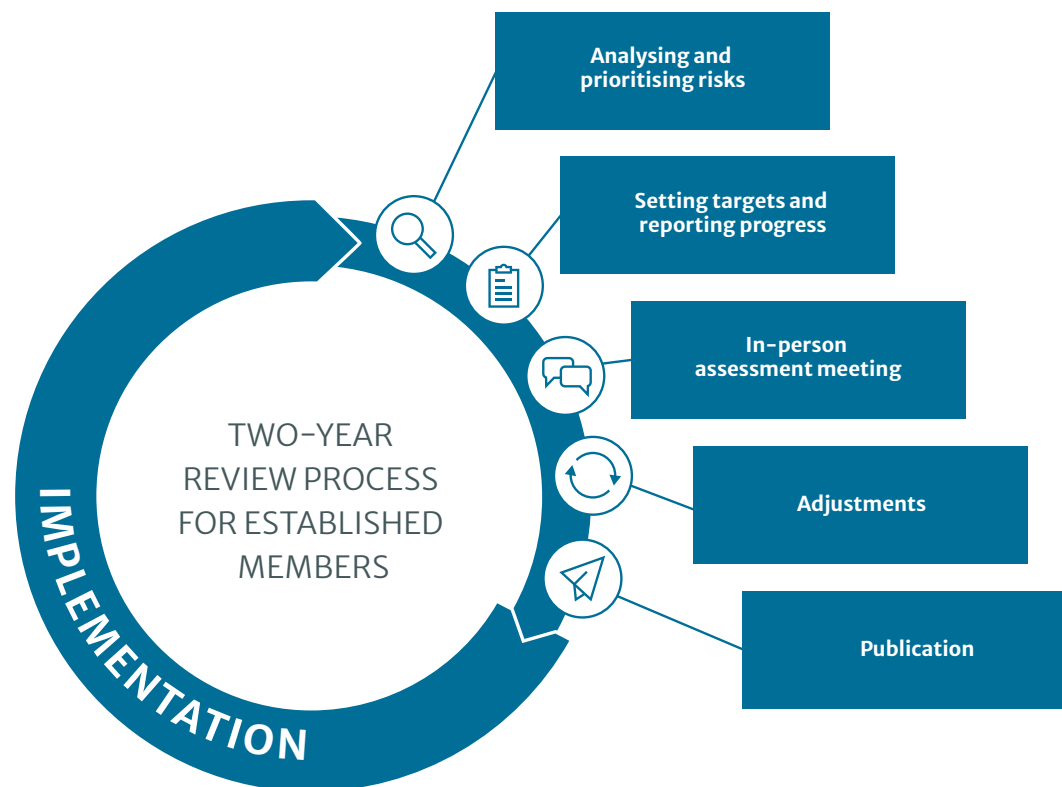 Analysing and
prioritising risks
Setting targets and
reporting progress
In-person
assessment meeting
Adjustments
Publication
TWO-YEAR
REVIEW PROCESS
FOR ESTABLISHED
MEMBERS
IMPLEMENTATION